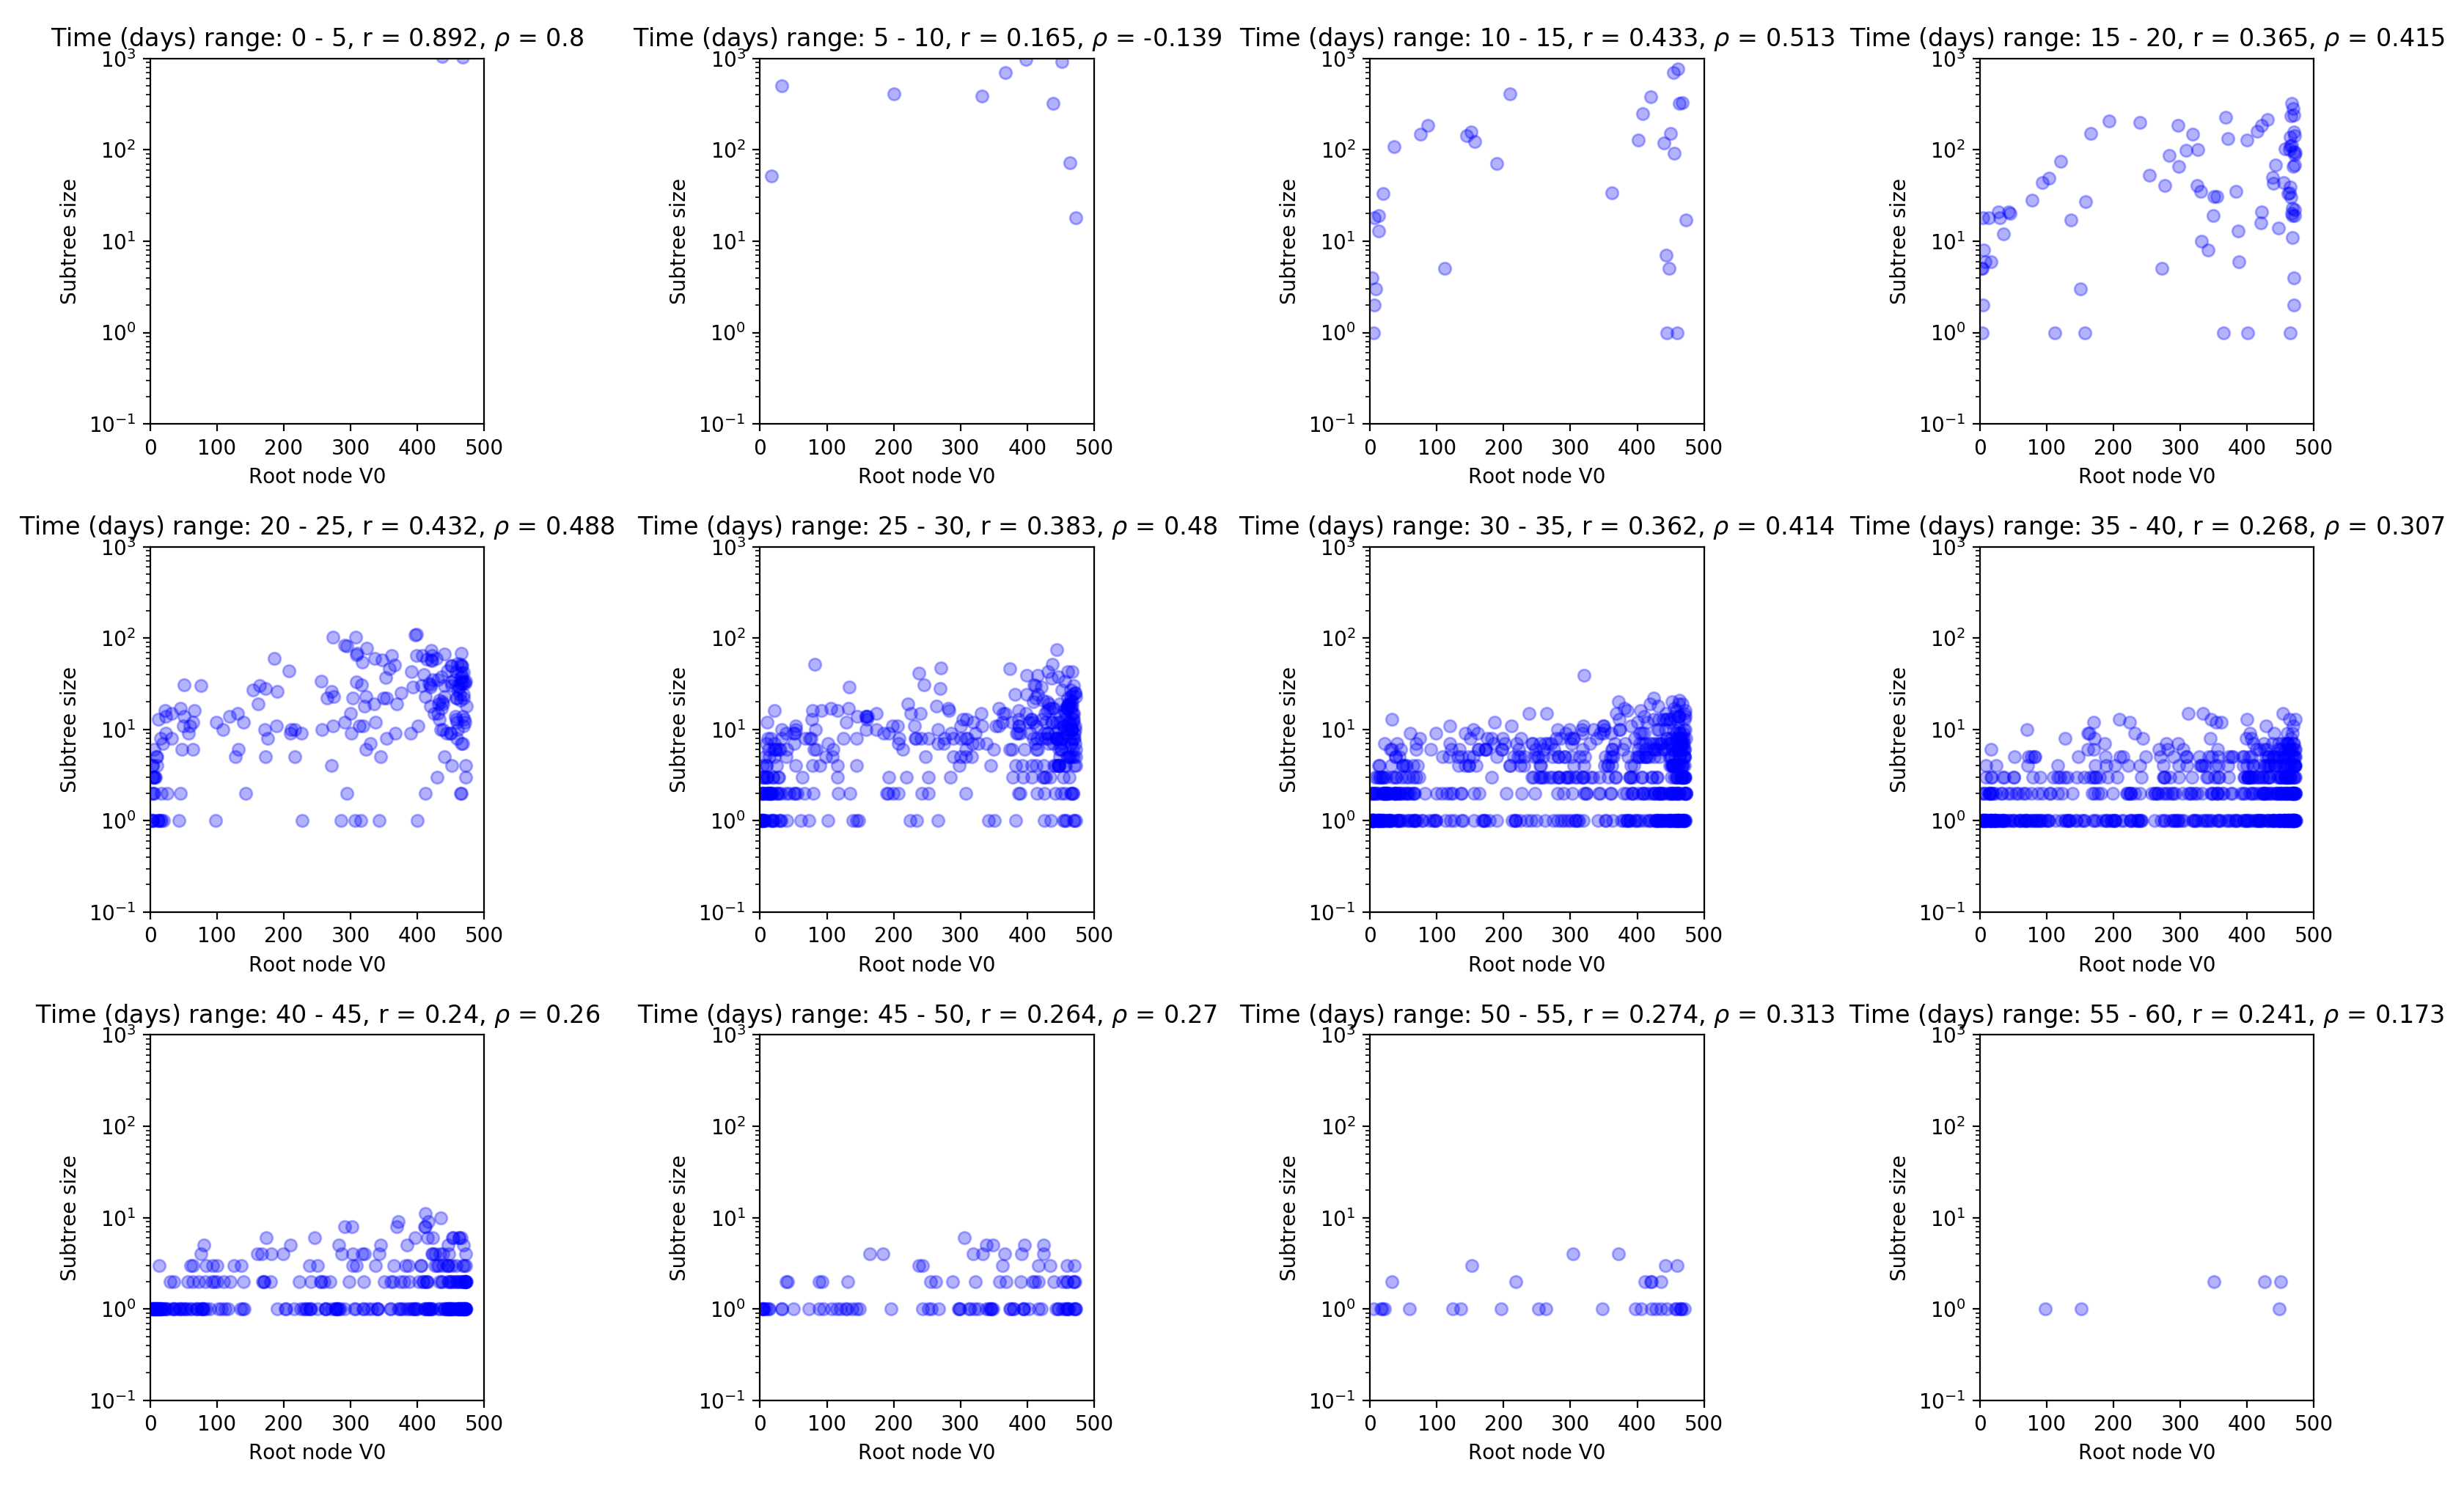 Time (days) range: 0 - 5, r = 0.892, ρ = 0.8
10³
10²
10¹
10⁰
10⁻¹
Subtree size
0 100 200 300 400 500
Root node V0
Time (days) range: 5 - 10, r = 0.165, ρ = -0.139
10³
10²
10¹
10⁰
10⁻¹
Subtree size
0 100 200 300 400 500
Root node V0
Time (days) range: 10 - 15, r = 0.433, ρ = 0.513
10³
10²
10¹
10⁰
10⁻¹
Subtree size
0 100 200 300 400 500
Root node V0
Time (days) range: 15 - 20, r = 0.365, ρ = 0.415
10³
10²
10¹
10⁰
10⁻¹
Subtree size
0 100 200 300 400 500
Root node V0
Time (days) range: 20 - 25, r = 0.432, ρ = 0.488
10³
10²
10¹
10⁰
10⁻¹
Subtree size
0 100 200 300 400 500
Root node V0
Time (days) range: 25 - 30, r = 0.383, ρ = 0.48
10³
10²
10¹
10⁰
10⁻¹
Subtree size
0 100 200 300 400 500
Root node V0
Time (days) range: 30 - 35, r = 0.362, ρ = 0.414
10³
10²
10¹
10⁰
10⁻¹
Subtree size
0 100 200 300 400 500
Root node V0
Time (days) range: 35 - 40, r = 0.268, ρ = 0.307
10³
10²
10¹
10⁰
10⁻¹
Subtree size
0 100 200 300 400 500
Root node V0
Time (days) range: 40 - 45, r = 0.24, ρ = 0.26
10³
10²
10¹
10⁰
10⁻¹
Subtree size
0 100 200 300 400 500
Root node V0
Time (days) range: 45 - 50, r = 0.264, ρ = 0.27
10³
10²
10¹
10⁰
10⁻¹
Subtree size
0 100 200 300 400 500
Root node V0
Time (days) range: 50 - 55, r = 0.274, ρ = 0.313
10³
10²
10¹
10⁰
10⁻¹
Subtree size
0 100 200 300 400 500
Root node V0
Time (days) range: 55 - 60, r = 0.241, ρ = 0.173
10³
10²
10¹
10⁰
10⁻¹
Subtree size
0 100 200 300 400 500
Root node V0